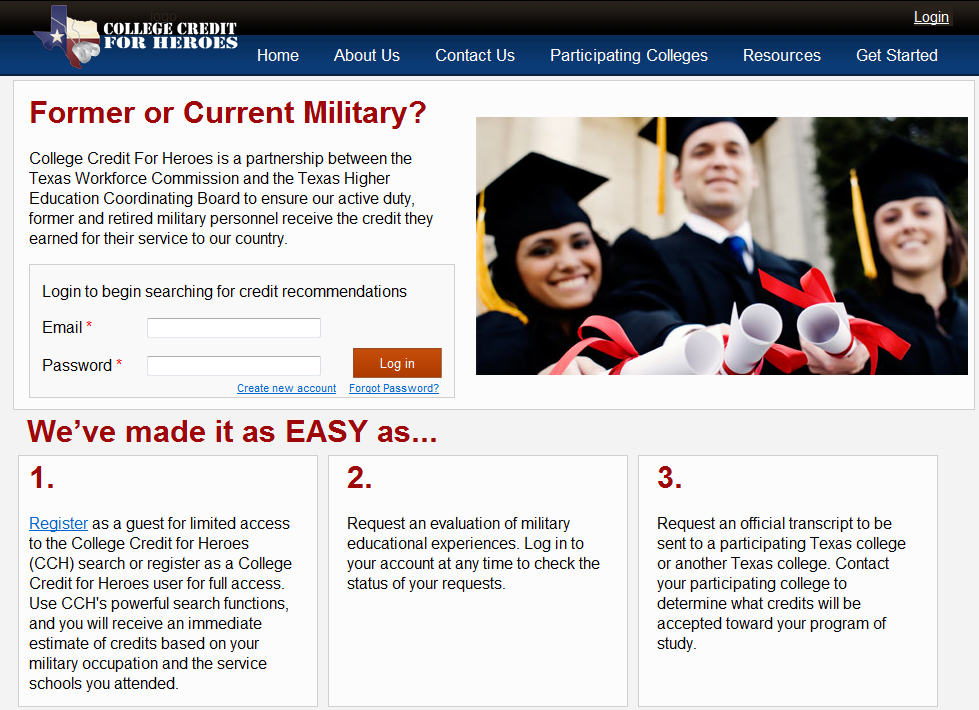 logo
COLLEGE CREDIT
FOR HEROES
Login
Home About Us Contact Us Participating Colleges Resources Get Started
Former or Current Military?
College Credit For Heroes is a partnership between the
Texas Workforce Commission and the Texas Higher
Education Coordinating Board to ensure our active duty,
former and retired military personnel receive the credit they
earned for their service to our country.
Login to begin searching for credit recommendations
Email *
Password *
Log in
Create new account Forgot Password?
We've made it as EASY as...
1.
Register as a guest for limited access
to the College Credit for Heroes
(CCH) search or register as a College
Credit for Heroes user for full access.
Use CCH's powerful search functions,
and you will receive an immediate
estimate of credits based on your
military occupation and the service
schools you attended.
2.
Request an evaluation of military
educational experiences. Log in to
your account at any time to check the
status of your requests.
3.
Request an official transcript to be
sent to a participating Texas college
or another Texas college. Contact
your participating college to
determine what credits will be
accepted toward your program of
study.